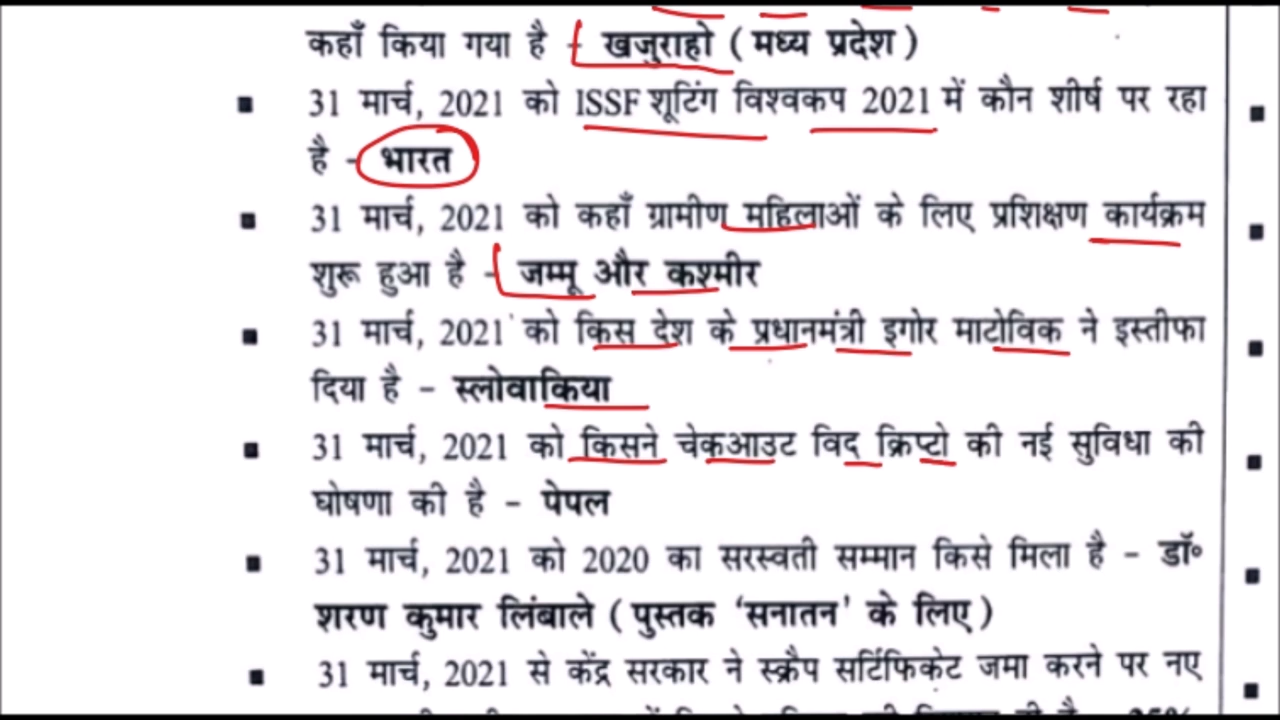 कहाँ किया गया है - खजुराहो (मध्य प्रदेश)
▪ 31 मार्च, 2021 को ISSF शूटिंग विश्वकप 2021 में कौन शीर्ष पर रहा
है - भारत
▪ 31 मार्च, 2021 को कहाँ ग्रामीण महिलाओं के लिए प्रशिक्षण कार्यक्रम
शुरू हुआ है - जम्मू और कश्मीर
▪ 31 मार्च, 2021 को किस देश के प्रधानमंत्री इगोर माटोविक ने इस्तीफा
दिया है - स्लोवाकिया
▪ 31 मार्च, 2021 को किसने चेकआउट विद क्रिप्टो की नई सुविधा की
घोषणा की है - पेपल
▪ 31 मार्च, 2021 को 2020 का सरस्वती सम्मान किसे मिला है - डॉ॰
शरण कुमार लिंबाले (पुस्तक ‘सनातन’ के लिए)
▪ 31 मार्च, 2021 से केंद्र सरकार ने स्क्रैप सर्टिफिकेट जमा करने पर नए